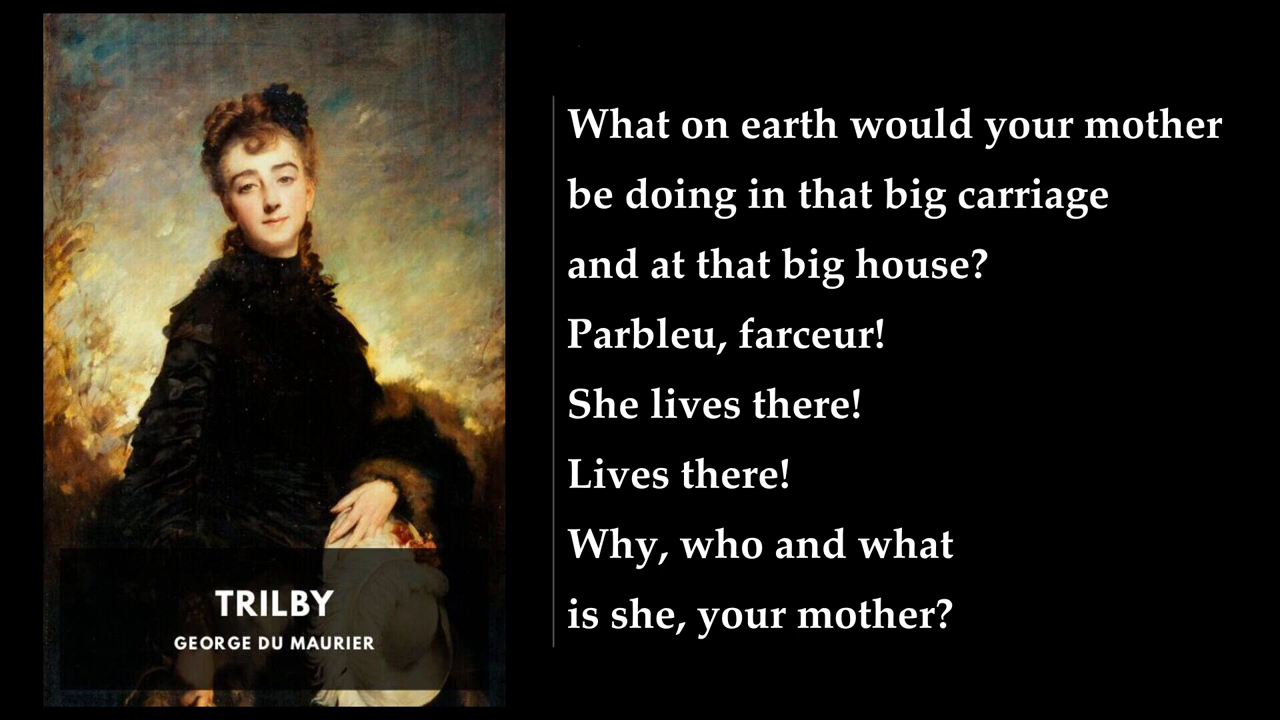 TRILBY
GEORGE DU MAURIER
What on earth would your mother
be doing in that big carriage
and at that big house?
Parbleu, farceur!
She lives there!
Lives there!
Why, who and what
is she, your mother?